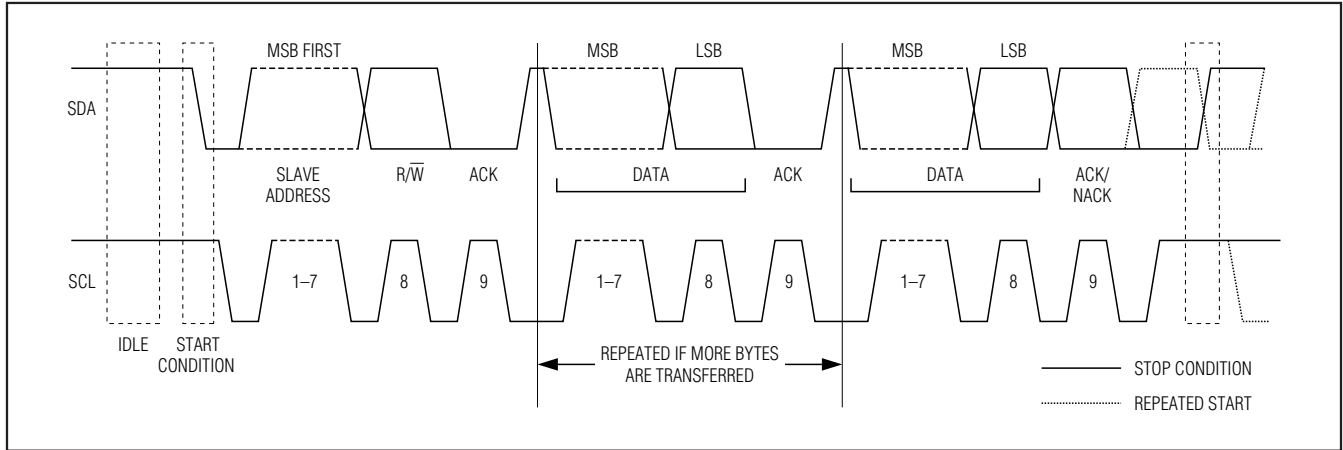 MSB FIRST
MSB
LSB
MSB
LSB
SDA
SLAVE
ADDRESS
R/W̅
ACK
DATA
ACK
DATA
ACK/
NACK
SCL
1–7
8
9
1–7
8
9
1–7
8
9
IDLE
START
CONDITION
REPEATED IF MORE BYTES
ARE TRANSFERRED
STOP CONDITION
REPEATED START